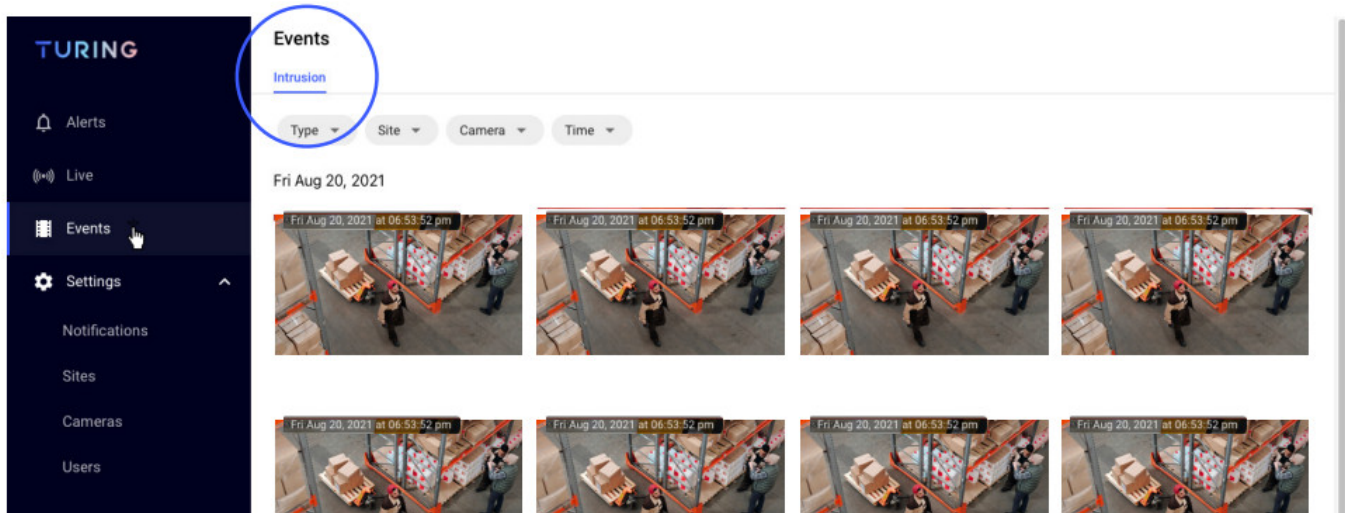 TURING
Alerts
Live
Events
Settings
Notifications
Sites
Cameras
Users
Events
Intrusion
Type
Site
Camera
Time
Fri Aug 20, 2021
Fri Aug 20, 2021 at 06:53:52 pm
Fri Aug 20, 2021 at 06:53:52 pm
Fri Aug 20, 2021 at 06:53:52 pm
Fri Aug 20, 2021 at 06:53:52 pm
Fri Aug 20, 2021 at 06:53:52 pm
Fri Aug 20, 2021 at 06:53:52 pm
Fri Aug 20, 2021 at 06:53:52 pm
Fri Aug 20, 2021 at 06:53:52 pm